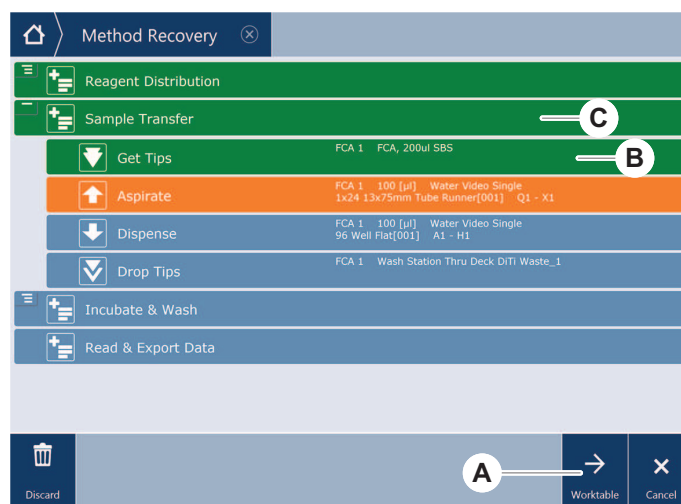 Method Recovery
Reagent Distribution
Sample Transfer
C
Get Tips
FCA 1 FCA, 200ul SBS
B
Aspirate
FCA 1 100 [µl] Water Video Single
1x24 13x75mm Tube Runner[001] Q1 - X1
Dispense
FCA 1 100 [µl] Water Video Single
96 Well Flat[001] A1 - H1
Drop Tips
FCA 1 Wash Station Thru Deck DiTi Waste_1
Incubate & Wash
Read & Export Data
A
Discard
Worktable
Cancel